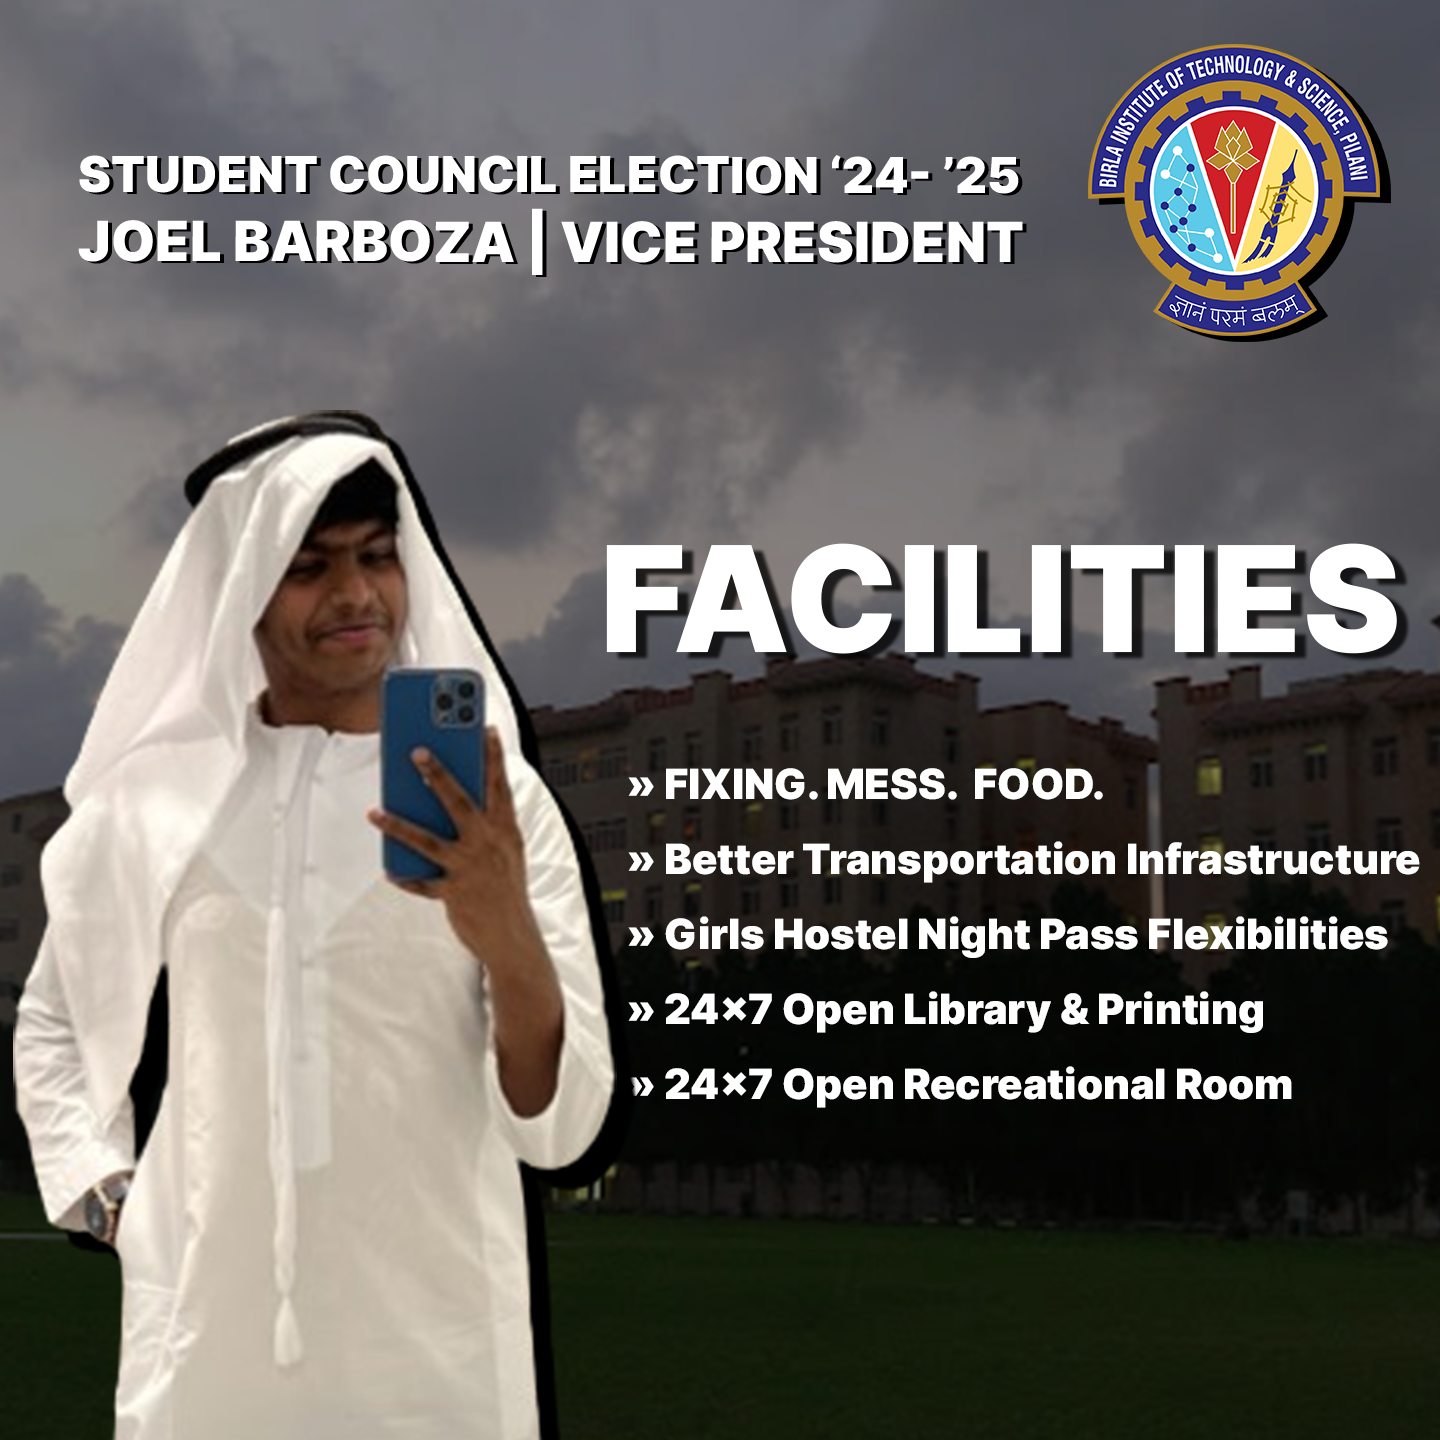 STUDENT COUNCIL ELECTION ‘24- ’25
JOEL BARBOZA | VICE PRESIDENT
BIRLA INSTITUTE OF TECHNOLOGY & SCIENCE, PILANI
ज्ञानं परमं बलम्
FACILITIES
» FIXING. MESS. FOOD.
» Better Transportation Infrastructure
» Girls Hostel Night Pass Flexibilities
» 24×7 Open Library & Printing
» 24×7 Open Recreational Room